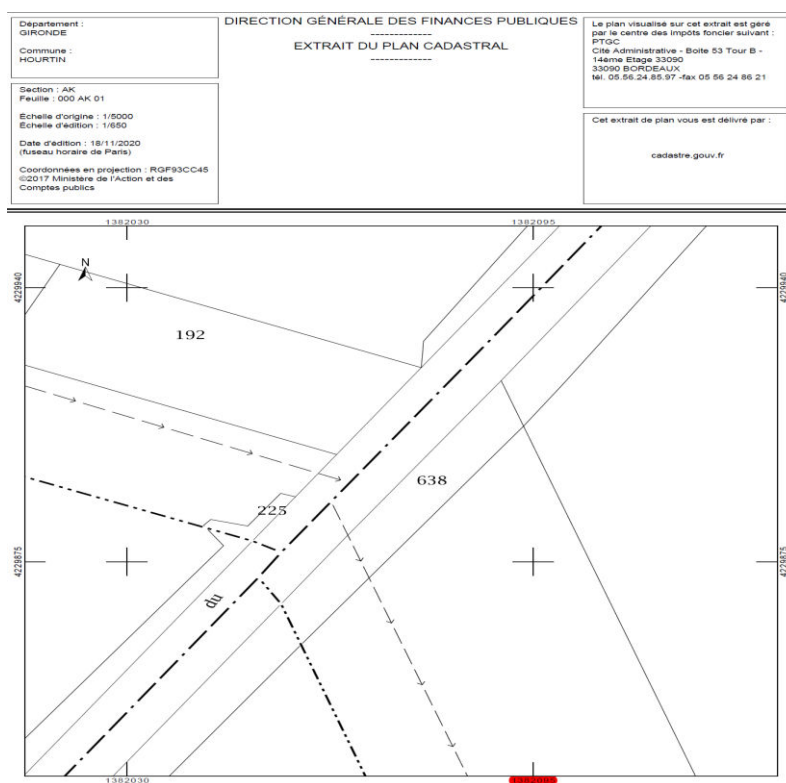 Département :
GIRONDE
Commune :
HOURTIN
Section : AK
Feuille : 000 AK 01
Échelle d'origine : 1/5000
Échelle d'édition : 1/650
Date d'édition : 18/11/2020
(fuseau horaire de Paris)
Coordonnées en projection : RGF93CC45
©2017 Ministère de l'Action et des
Comptes publics
DIRECTION GÉNÉRALE DES FINANCES PUBLIQUES
-------------
EXTRAIT DU PLAN CADASTRAL
-------------
Le plan visualisé sur cet extrait est géré
par le centre des impôts foncier suivant :
PTGC
Cité Administrative - Boite 53 Tour B -
14ème Etage 33090
33090 BORDEAUX
tél. 05.56.24.85.97 -fax 05 56 24 86 21
Cet extrait de plan vous est délivré par :
cadastre.gouv.fr
1382030
1382095
4229940
4229940
N
192
638
225
4229875
4229875
du
1382030
1382095